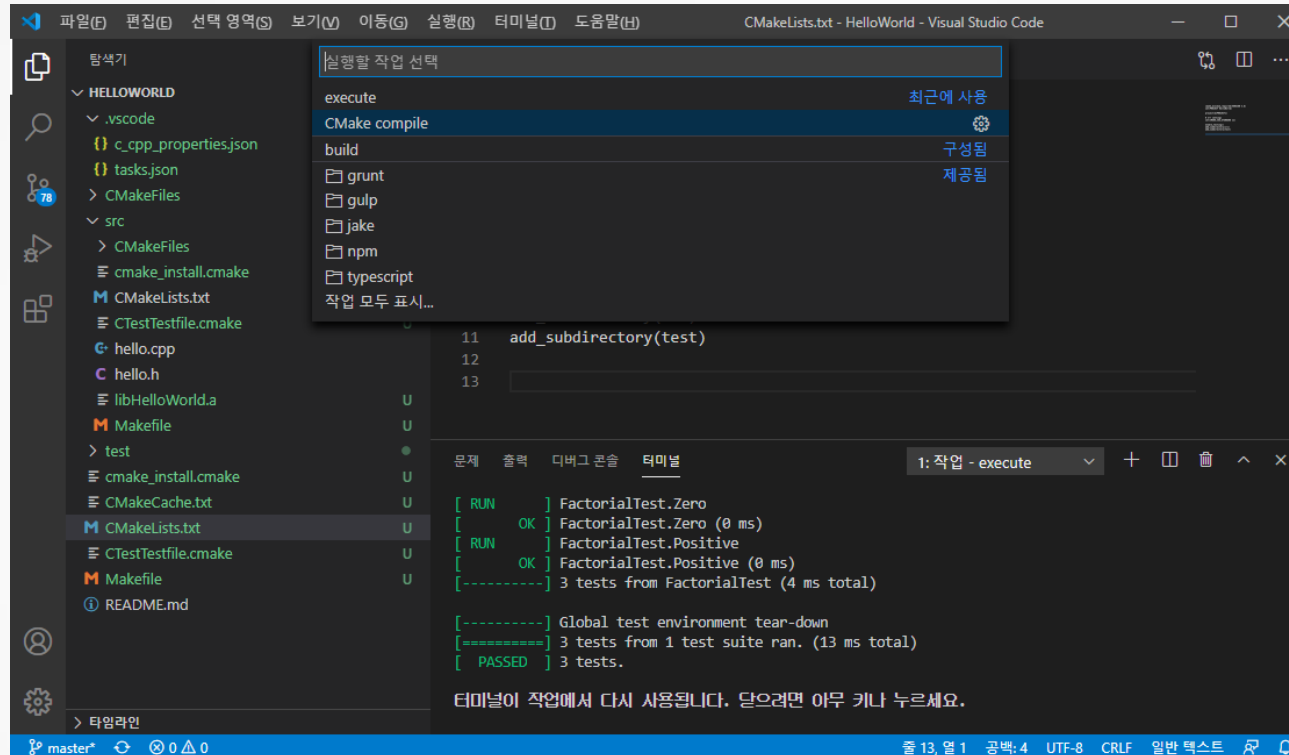 파일(F) 편집(E) 선택 영역(S) 보기(V) 이동(G) 실행(R) 터미널(T) 도움말(H) CMakeLists.txt - HelloWorld - Visual Studio Code
탐색기
실행할 작업 선택
execute 최근에 사용
CMake compile
build 구성됨
grunt 제공됨
gulp
jake
npm
typescript
작업 모두 표시...
HELLOWORLD
.vscode
{} c_cpp_properties.json
{} tasks.json
CMakeFiles
src
CMakeFiles
cmake_install.cmake
M CMakeLists.txt
CTestTestfile.cmake U
hello.cpp
C hello.h
libHelloWorld.a U
M Makefile U
test
cmake_install.cmake U
CMakeCache.txt U
M CMakeLists.txt U
CTestTestfile.cmake U
M Makefile U
README.md
타임라인
78
11 add_subdirectory(test)
12
13
문제 출력 디버그 콘솔 터미널 1: 작업 - execute
[ RUN      ] FactorialTest.Zero
[       OK ] FactorialTest.Zero (0 ms)
[ RUN      ] FactorialTest.Positive
[       OK ] FactorialTest.Positive (0 ms)
[----------] 3 tests from FactorialTest (4 ms total)
[----------] Global test environment tear-down
[==========] 3 tests from 1 test suite ran. (13 ms total)
[  PASSED  ] 3 tests.
터미널이 작업에서 다시 사용됩니다. 닫으려면 아무 키나 누르세요.
master* 0 0 줄 13, 열 1 공백: 4 UTF-8 CRLF 일반 텍스트